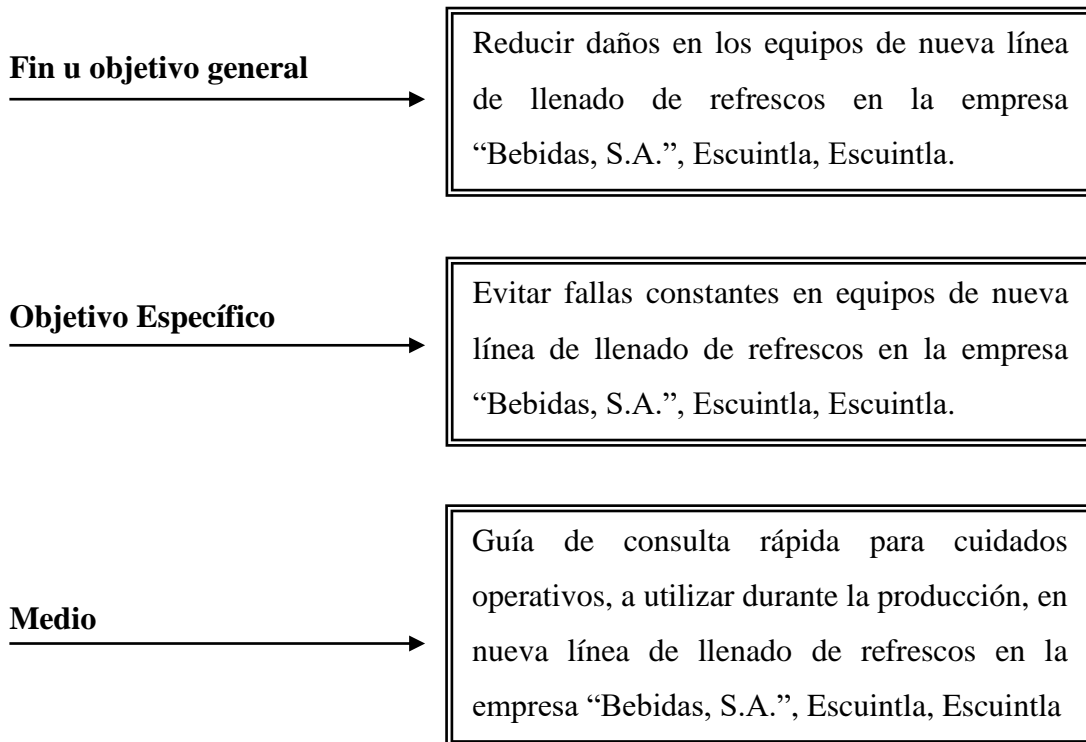 Fin u objetivo general
Reducir daños en los equipos de nueva línea
de llenado de refrescos en la empresa
“Bebidas, S.A.”, Escuintla, Escuintla.
Objetivo Específico
Evitar fallas constantes en equipos de nueva
línea de llenado de refrescos en la empresa
“Bebidas, S.A.”, Escuintla, Escuintla.
Medio
Guía de consulta rápida para cuidados
operativos, a utilizar durante la producción, en
nueva línea de llenado de refrescos en la
empresa “Bebidas, S.A.”, Escuintla, Escuintla